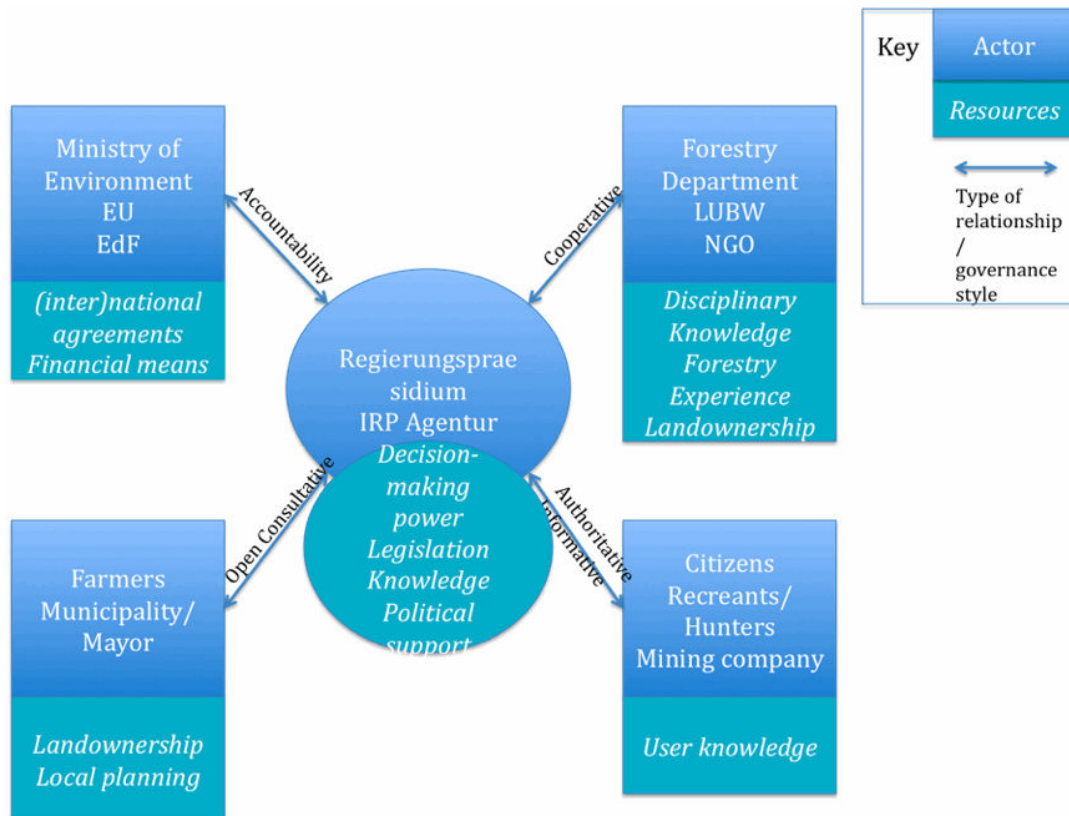 Key
Actor
Resources
Type of
relationship
/
governance
style
Ministry of
Environment
EU
EdF
(inter)national
agreements
Financial means
Accountability
Forestry
Department
LUBW
NGO
Disciplinary
Knowledge
Forestry
Experience
Landownership
Cooperative
Regierungsprae
sidium
IRP Agentur
Decision-
making
power
Legislation
Knowledge
Political
support
Open Consultative
Farmers
Municipality/
Mayor
Landownership
Local planning
Authoritative
Informative
Citizens
Recreants/
Hunters
Mining company
User knowledge